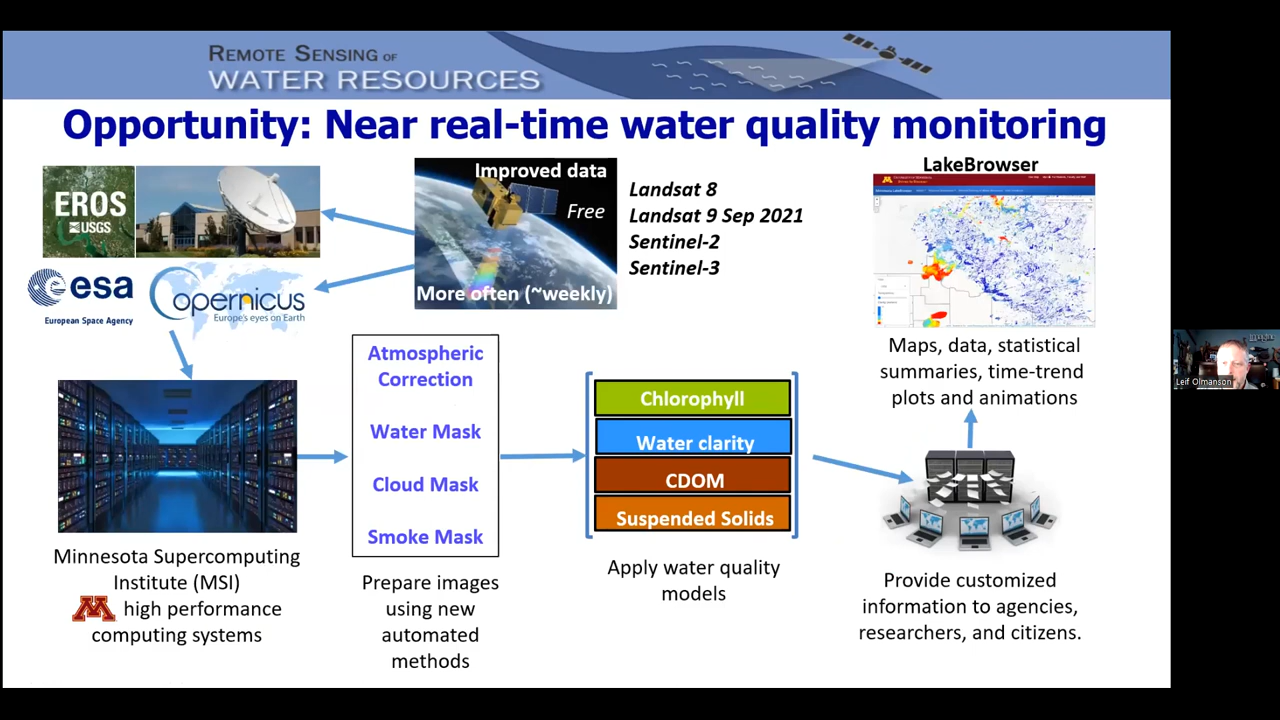 REMOTE SENSING OF
WATER RESOURCES
Opportunity: Near real-time water quality monitoring
EROS
USGS
esa
European Space Agency
Copernicus
Europe's eyes on Earth
Improved data
Free
More often (~weekly)
Landsat 8
Landsat 9 Sep 2021
Sentinel-2
Sentinel-3
LakeBrowser
Maps, data, statistical
summaries, time-trend
plots and animations
Minnesota Supercomputing
Institute (MSI)
M high performance
computing systems
Atmospheric
Correction
Water Mask
Cloud Mask
Smoke Mask
Prepare images
using new
automated
methods
Chlorophyll
Water clarity
CDOM
Suspended Solids
Apply water quality
models
Provide customized
information to agencies,
researchers, and citizens.
Leif Olmanson